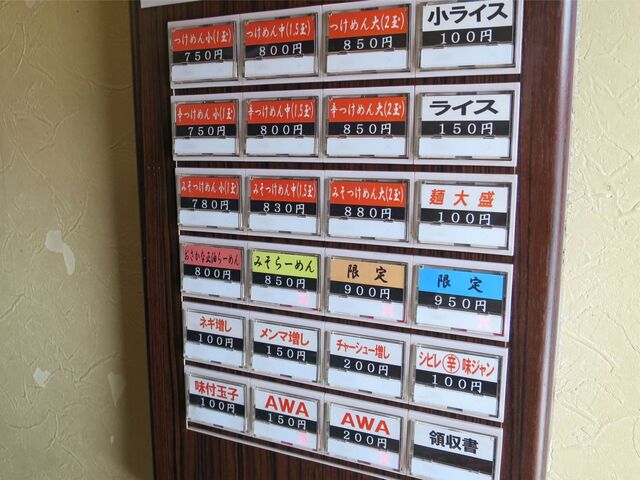 つけめん小(1玉)
750円
つけめん中(1.5玉)
800円
つけめん大(2玉)
850円
小ライス
100円
辛つけめん小(1玉)
750円
辛つけめん中(1.5玉)
800円
辛つけめん大(2玉)
850円
ライス
150円
みそつけめん小(1玉)
780円
みそつけめん中(1.5玉)
830円
みそつけめん大(2玉)
880円
麺大盛
100円
おさかな正油らーめん
800円
みそらーめん
850円
限定
900円
限定
950円
ネギ増し
100円
メンマ増し
150円
チャーシュー増し
200円
シビレ辛味ジャン
100円
味付玉子
100円
AWA
150円
AWA
200円
領収書